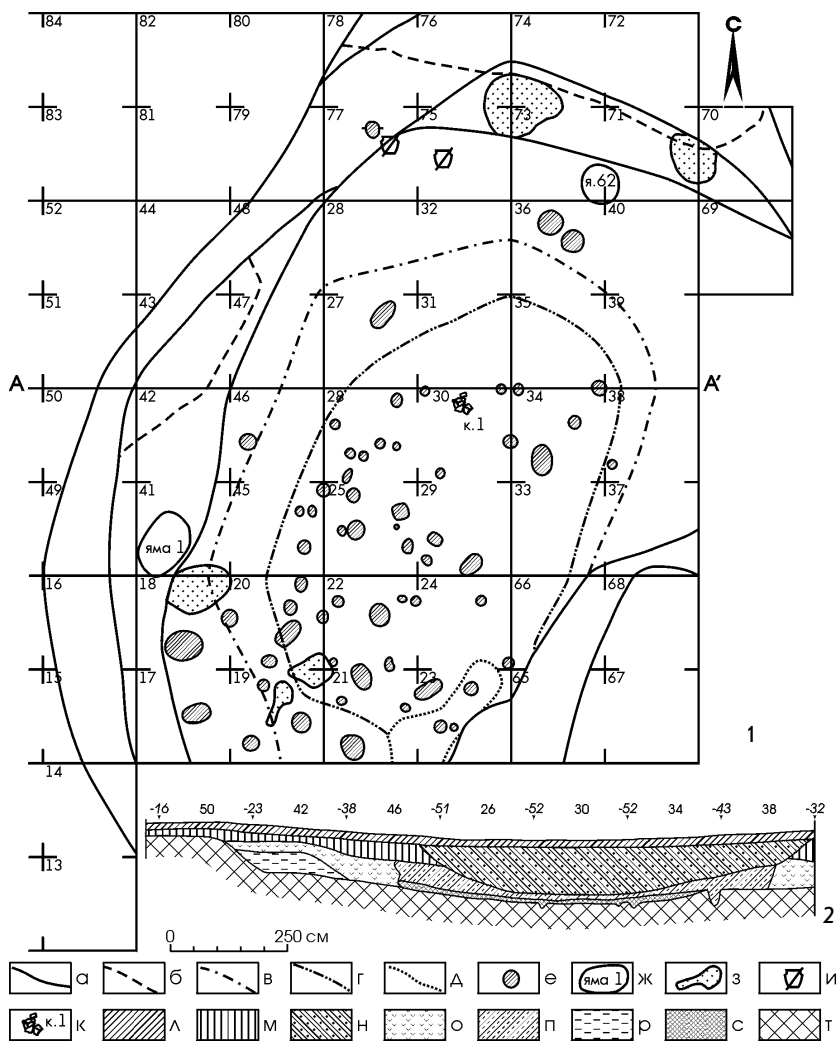 84 82 80 78 76 74 72
С
83 81 79 77 75 73 71 70
я.62
52 44 48 28 32 36 40 69
51 43 47 27 31 35 39
А 50 42 46 28 30 34 38 А′
к.1
49 41 45 25 29 33 37
яма 1
16 18 20 22 24 66 68
15 17 19 21 23 65 67
1
14
-16 50 -23 42 -38 46 -51 26 -52 30 -52 34 -43 38 -32
13
2
0 250 см
а б в г д е яма 1 ж з и
к.1 к л м н о п р с т